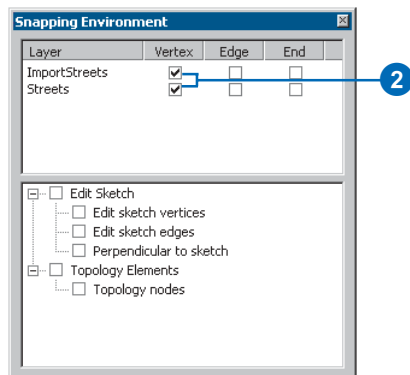 Snapping Environment
Layer Vertex Edge End
ImportStreets
Streets
2
Edit Sketch
Edit sketch vertices
Edit sketch edges
Perpendicular to sketch
Topology Elements
Topology nodes